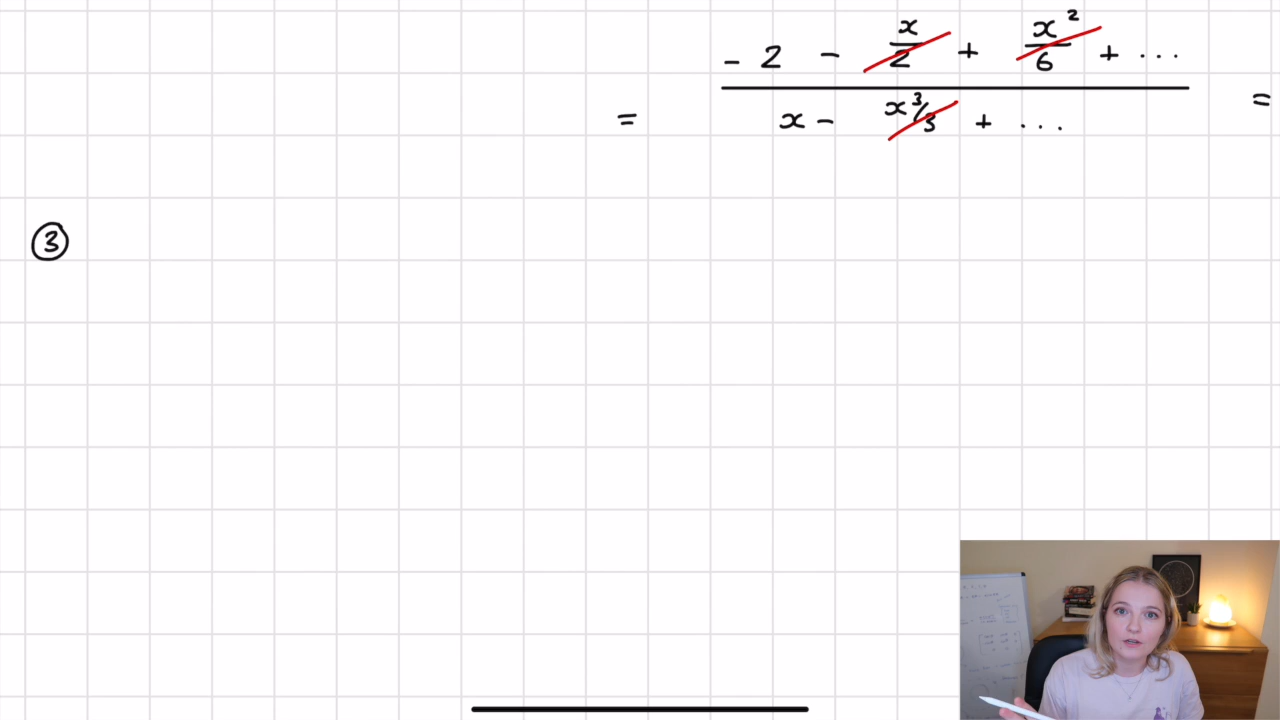 = (- 2 - x/2 + x²/6 + ...) / (x - x³/3 + ...) =
③